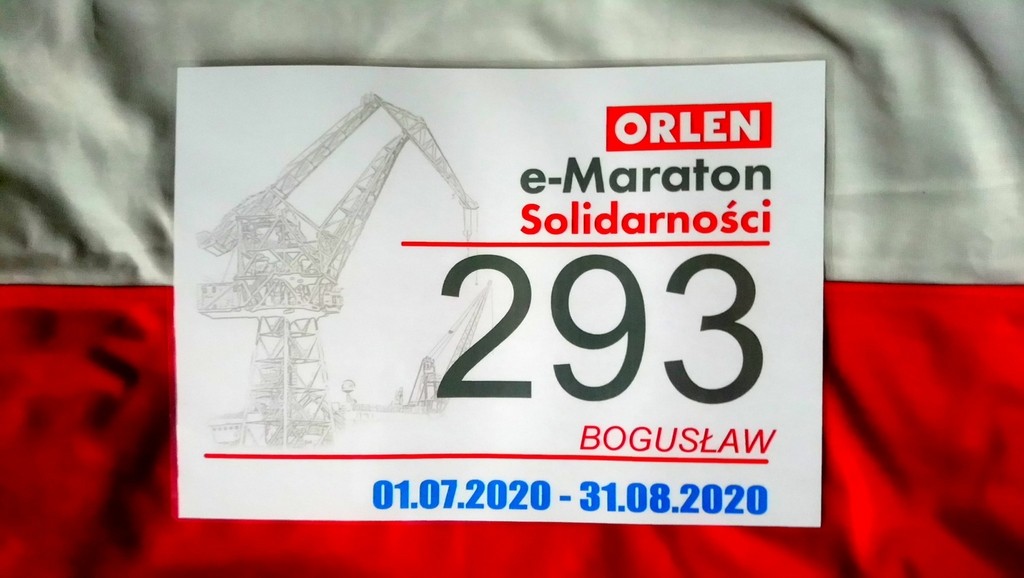 ORLEN
e-Maraton
Solidarności
293
BOGUSŁAW
01.07.2020 - 31.08.2020